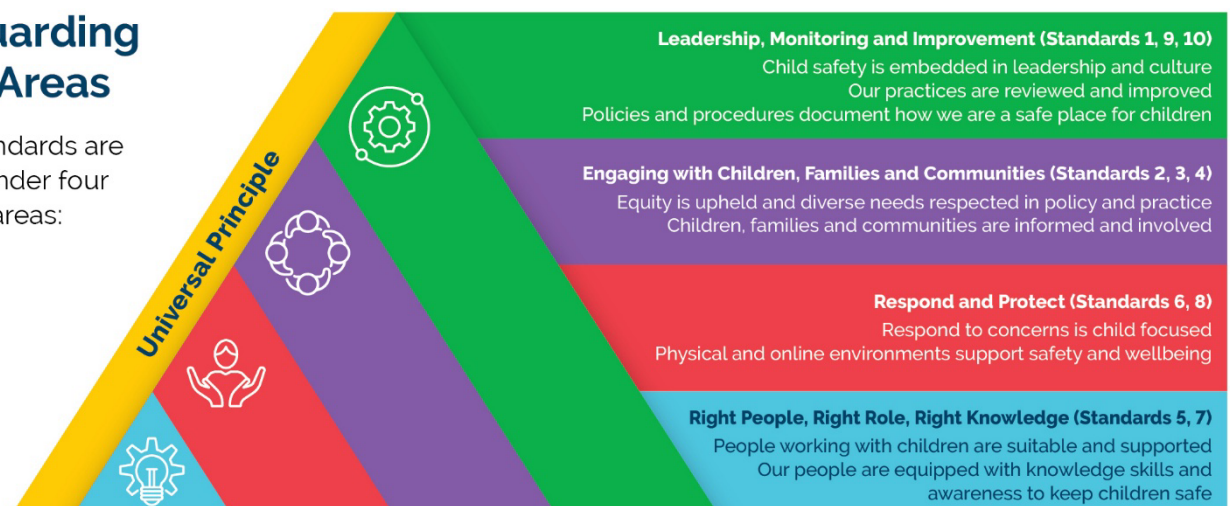 Areas
are
four
areas:
Universal Principle
Leadership, Monitoring and Improvement (Standards 1, 9, 10)
Child safety is embedded in leadership and culture
Our practices are reviewed and improved
Policies and procedures document how we are a safe place for children
Engaging with Children, Families and Communities (Standards 2, 3, 4)
Equity is upheld and diverse needs respected in policy and practice
Children, families and communities are informed and involved
Respond and Protect (Standards 6, 8)
Respond to concerns is child focused
Physical and online environments support safety and wellbeing
Right People, Right Role, Right Knowledge (Standards 5, 7)
People working with children are suitable and supported
Our people are equipped with knowledge skills and
awareness to keep children safe